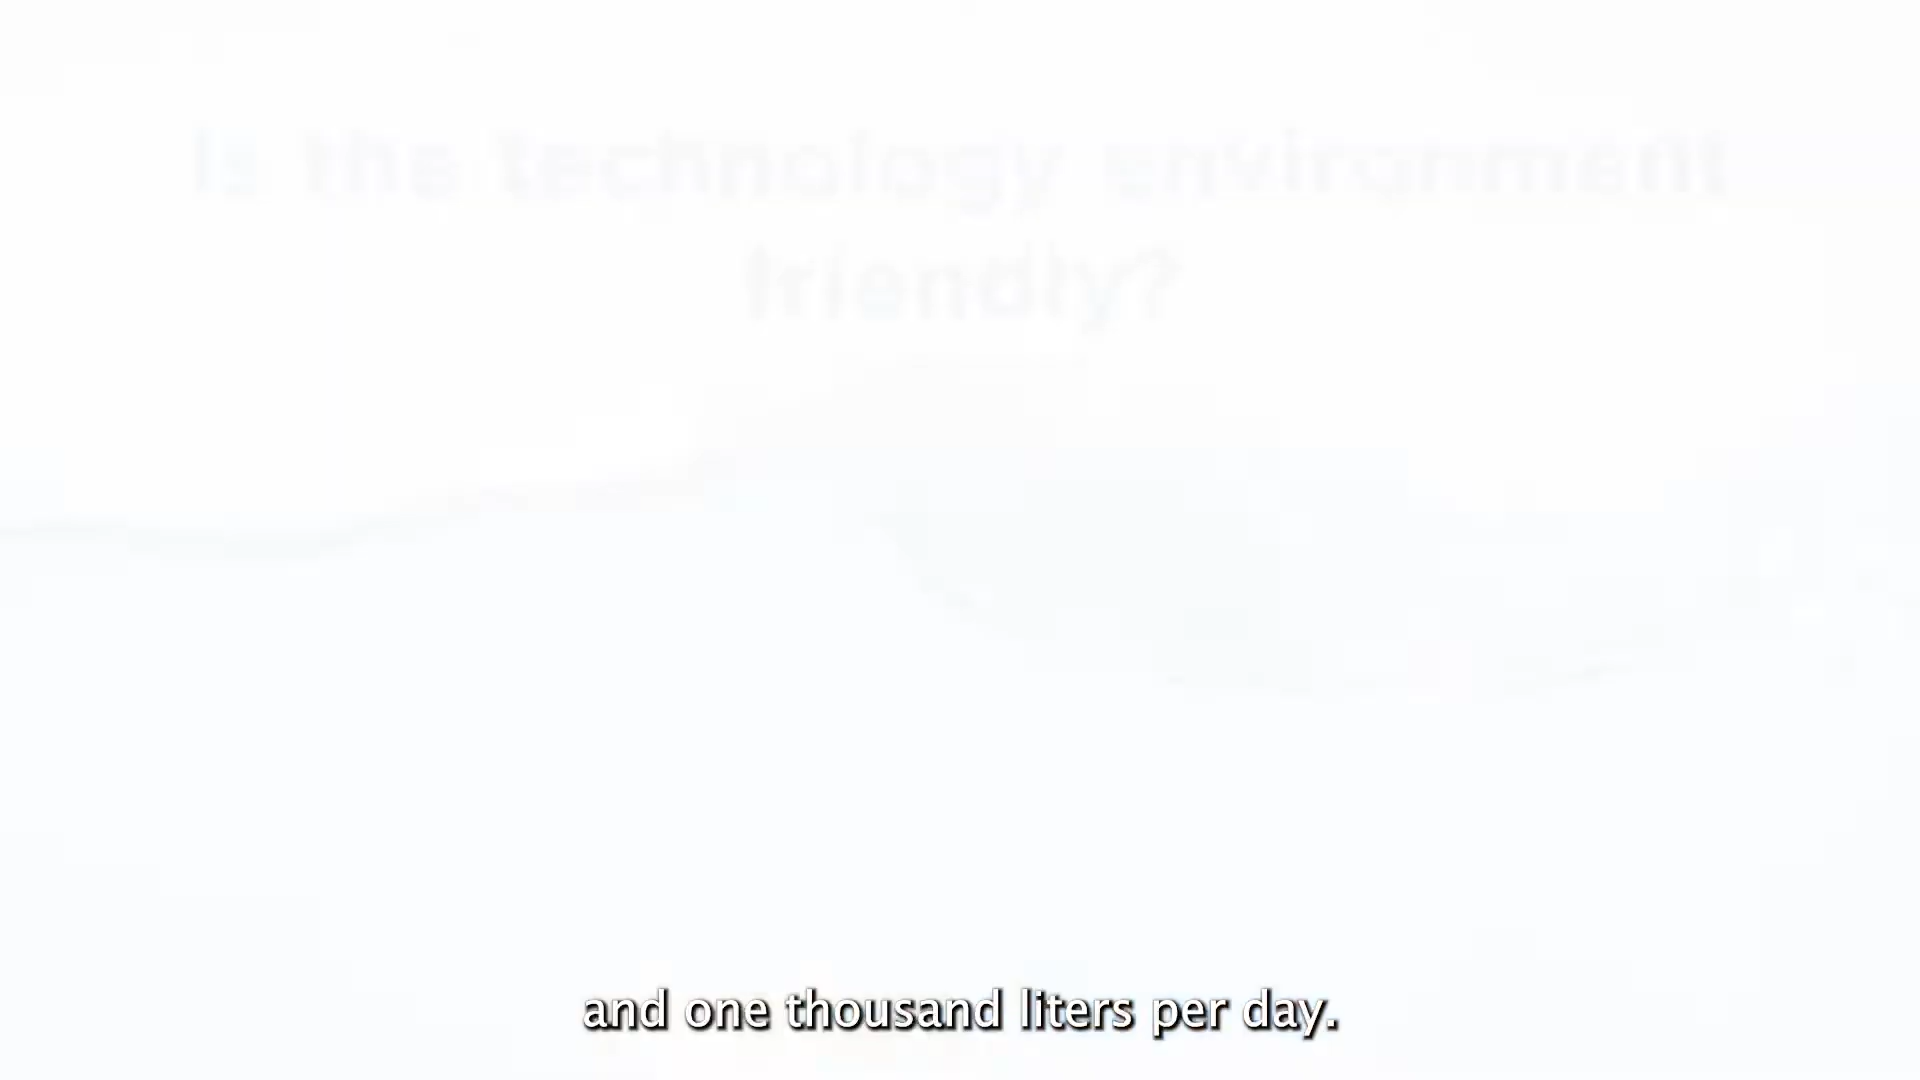 Is the technology environment
friendly?
and one thousand liters per day.